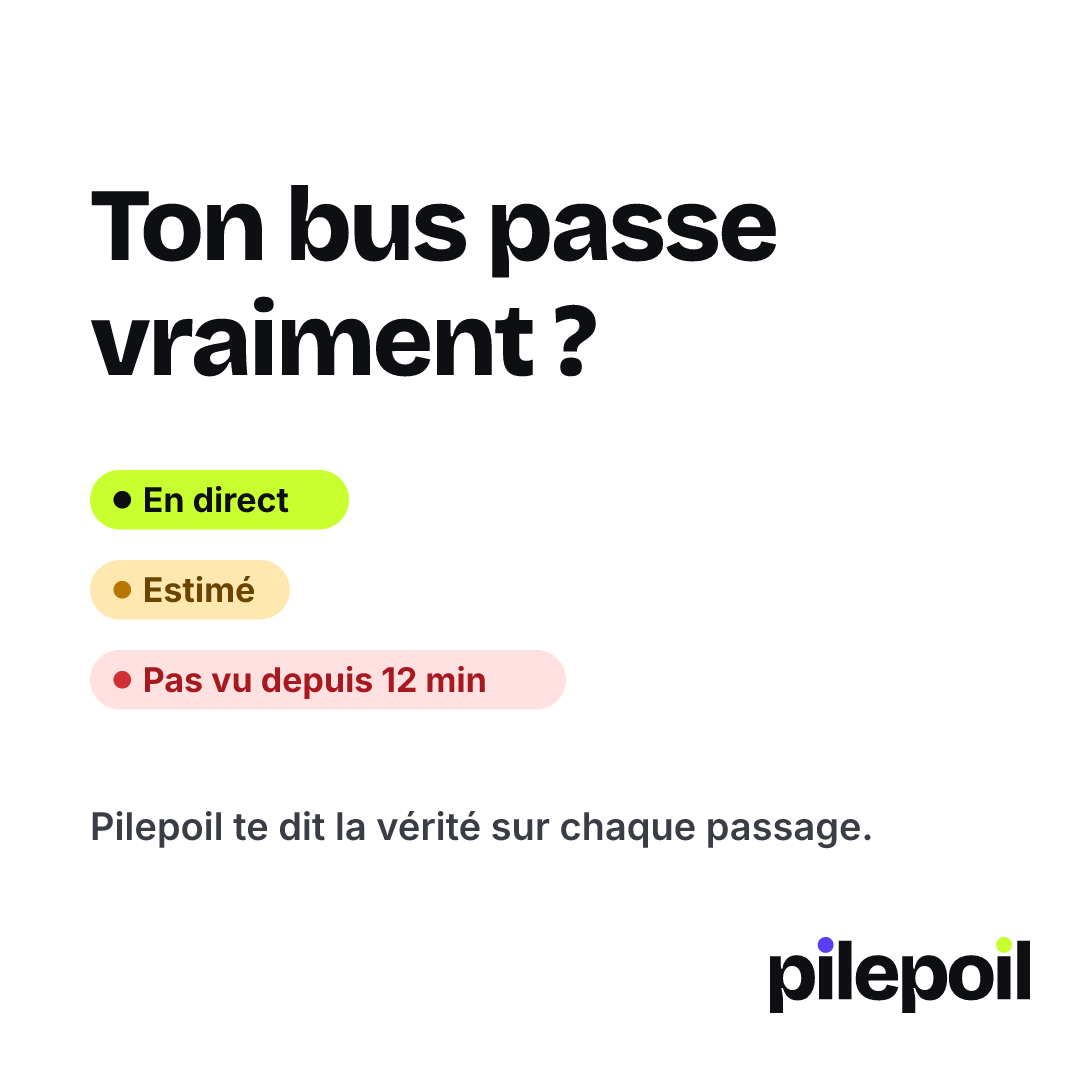 Ton bus passe
vraiment ?
En direct
Estimé
Pas vu depuis 12 min
Pilepoil te dit la vérité sur chaque passage.
pilepoil